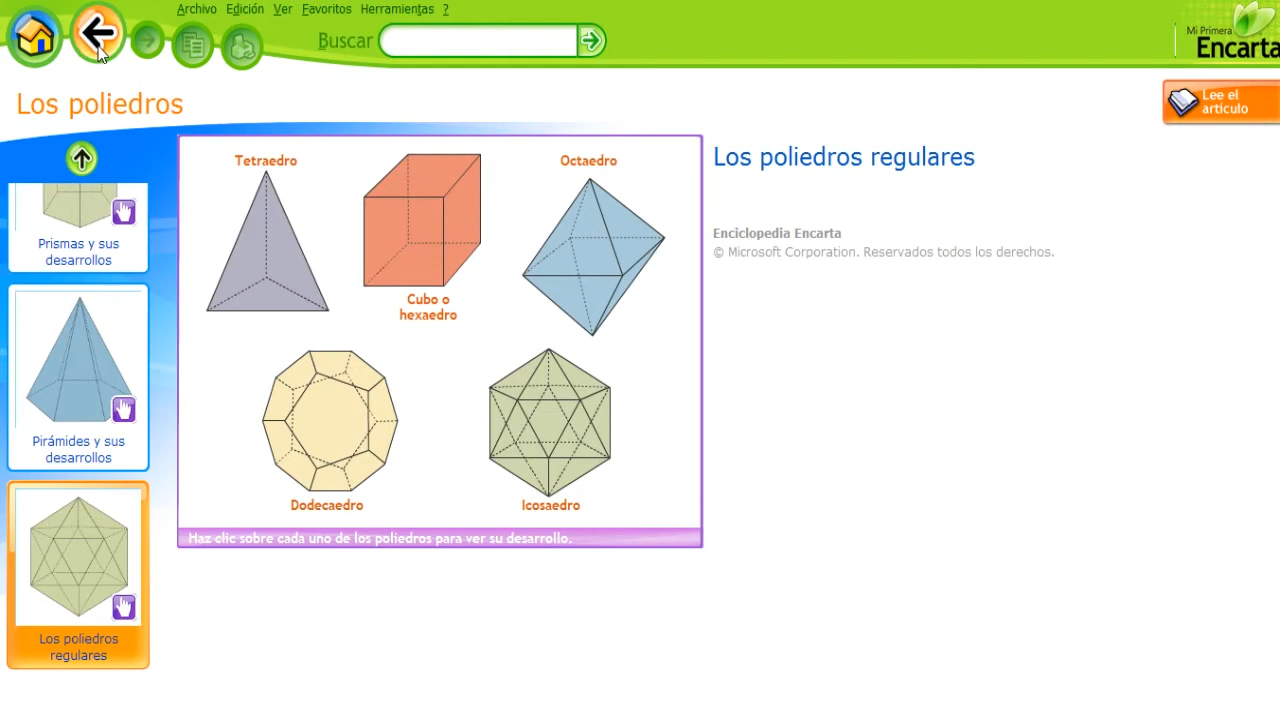 Archivo Edición Ver Favoritos Herramientas ?
Buscar
Mi Primera
Encarta
Los poliedros
Lee el
artículo
Prismas y sus
desarrollos
Pirámides y sus
desarrollos
Los poliedros
regulares
Tetraedro
Octaedro
Cubo o
hexaedro
Dodecaedro
Icosaedro
Haz clic sobre cada uno de los poliedros para ver su desarrollo.
Los poliedros regulares
Enciclopedia Encarta
© Microsoft Corporation. Reservados todos los derechos.